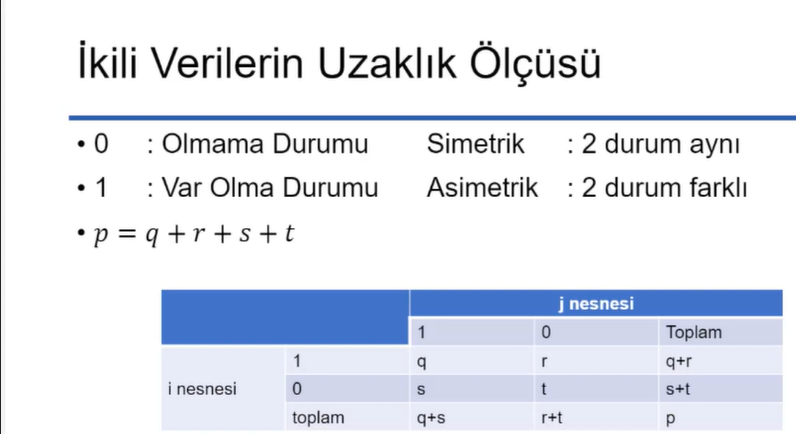 İkili Verilerin Uzaklık Ölçüsü
• 0 : Olmama Durumu Simetrik : 2 durum aynı
• 1 : Var Olma Durumu Asimetrik : 2 durum farklı
• p = q + r + s + t
j nesnesi
1 0 Toplam
1 q r q+r
i nesnesi 0 s t s+t
toplam q+s r+t p